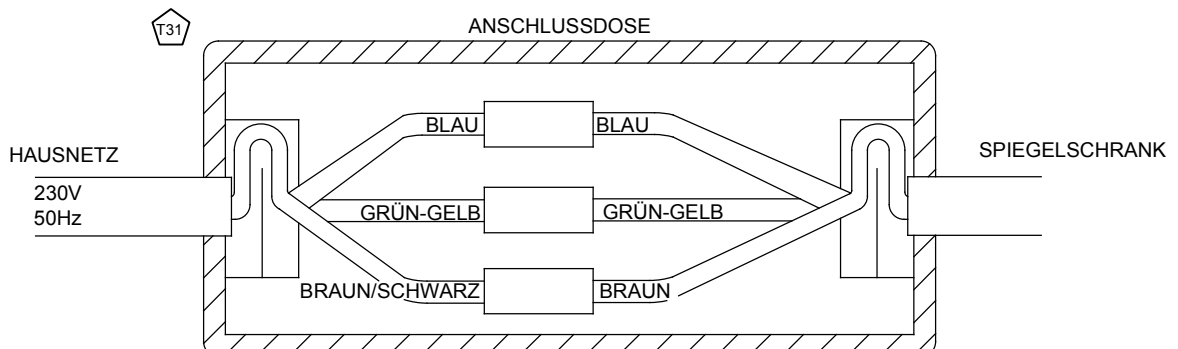 T31
ANSCHLUSSDOSE
HAUSNETZ
230V
50Hz
SPIEGELSCHRANK
BLAU BLAU
GRÜN-GELB GRÜN-GELB
BRAUN/SCHWARZ BRAUN